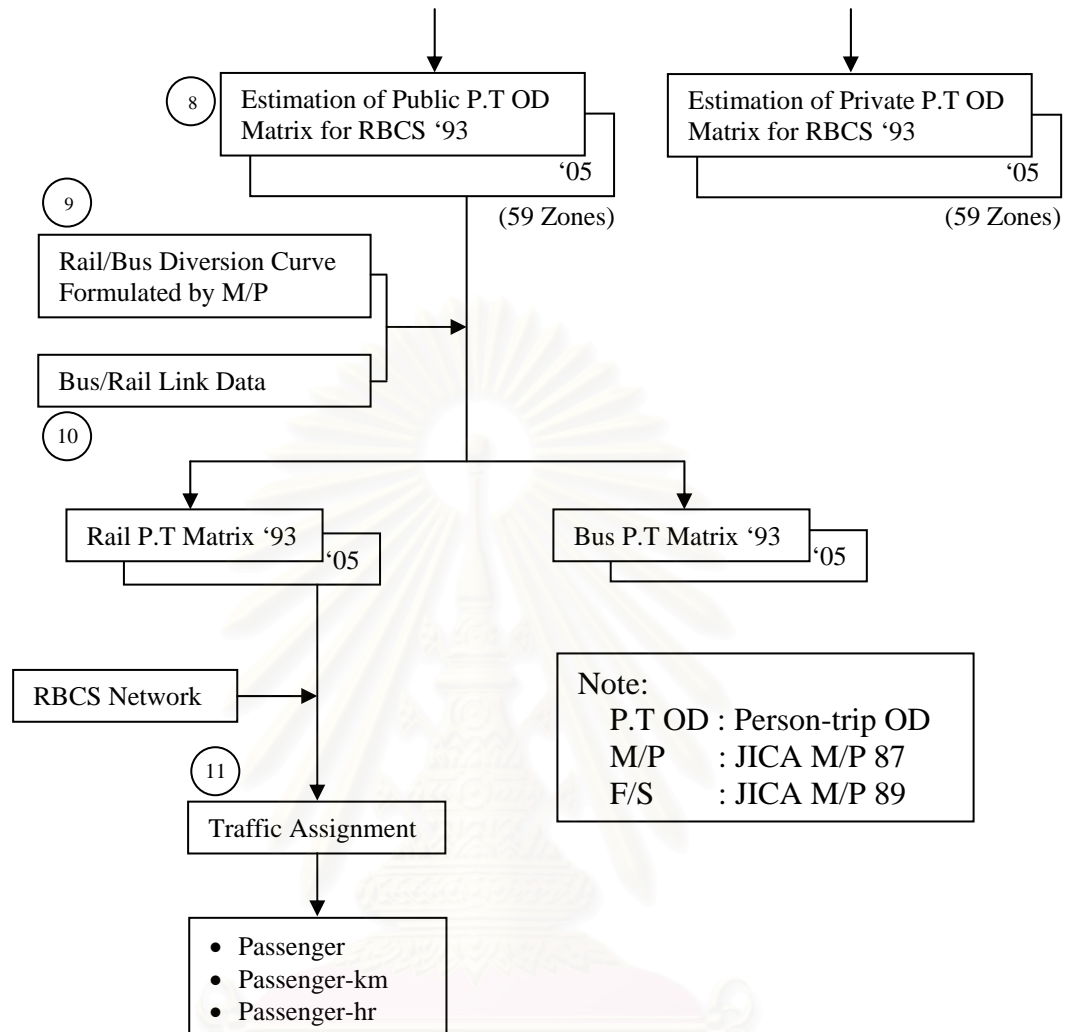 8
Estimation of Public P.T OD
Matrix for RBCS ‘93
‘05
(59 Zones)
Estimation of Private P.T OD
Matrix for RBCS ‘93
‘05
(59 Zones)
9
Rail/Bus Diversion Curve
Formulated by M/P
Bus/Rail Link Data
10
Rail P.T Matrix ‘93
‘05
Bus P.T Matrix ‘93
‘05
RBCS Network
Note:
P.T OD : Person-trip OD
M/P : JICA M/P 87
F/S : JICA M/P 89
11
Traffic Assignment
• Passenger
• Passenger-km
• Passenger-hr